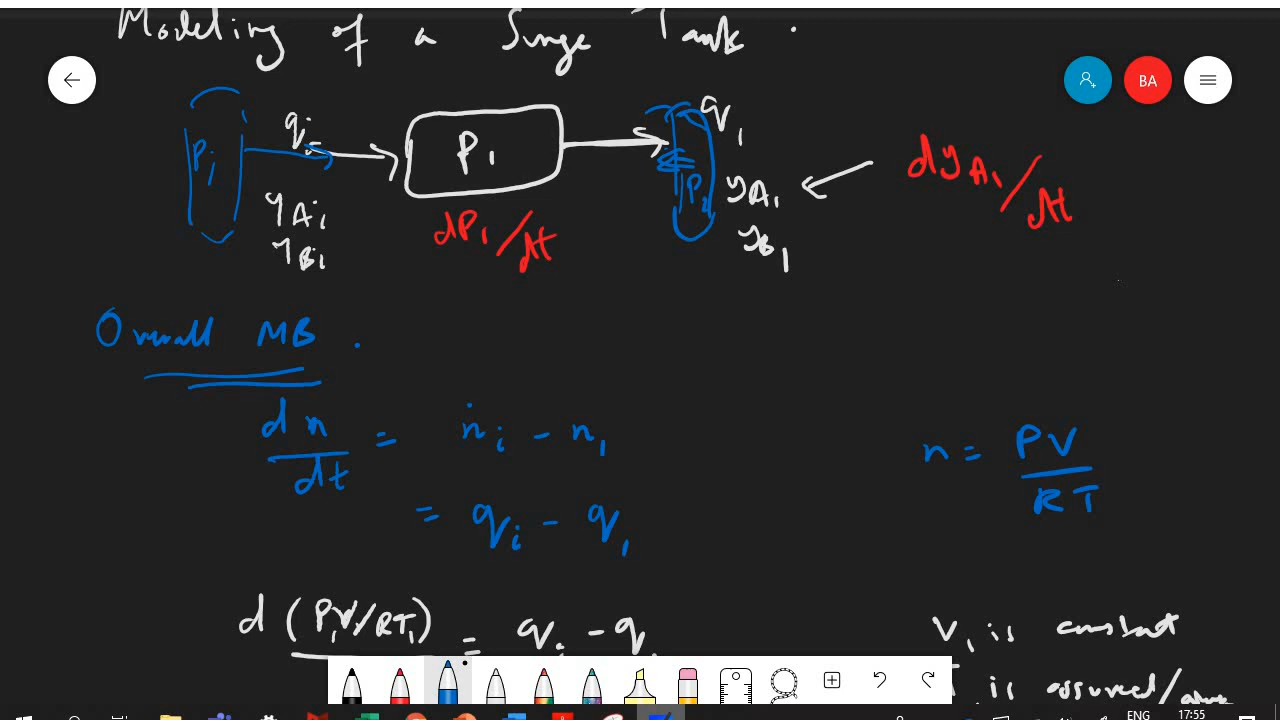 Modeling of a Surge Tank .
BA
Pi
qi
P1
q1
yAi
yBi
P2
yA1
yB1
dP1/dt
dyA1/dt
Overall MB .
dn/dt = ṅi - n1
= qi - q1
n = PV/RT
d (P1V1/RT1) = qi - q1
V1 is constant
T is assumed/
ENG
17:55